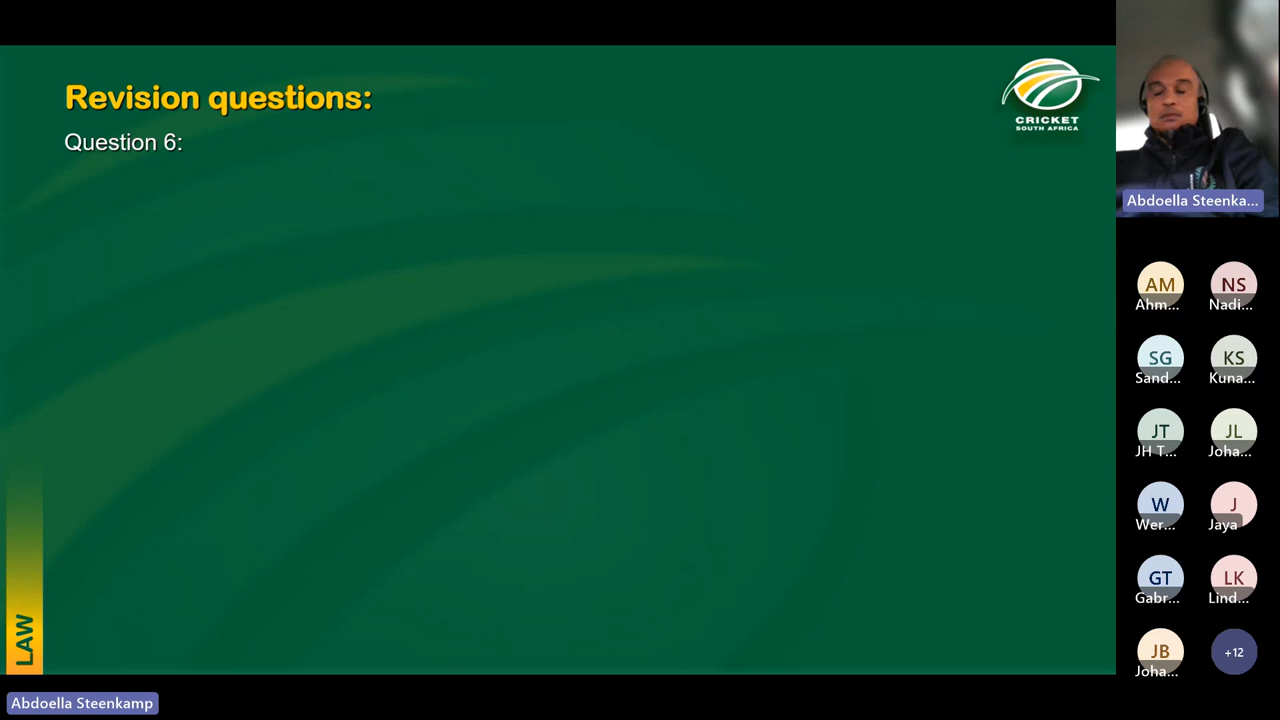 Revision questions:
Question 6:
CRICKET
SOUTH AFRICA
LAW
Abdoella Steenkamp
Abdoella Steenka...
AM
Ahm...
NS
Nadi...
SG
Sand...
KS
Kuna...
JT
JH T...
JL
Joha...
W
Wer...
J
Jaya
GT
Gabr...
LK
Lind...
JB
Joha...
+12